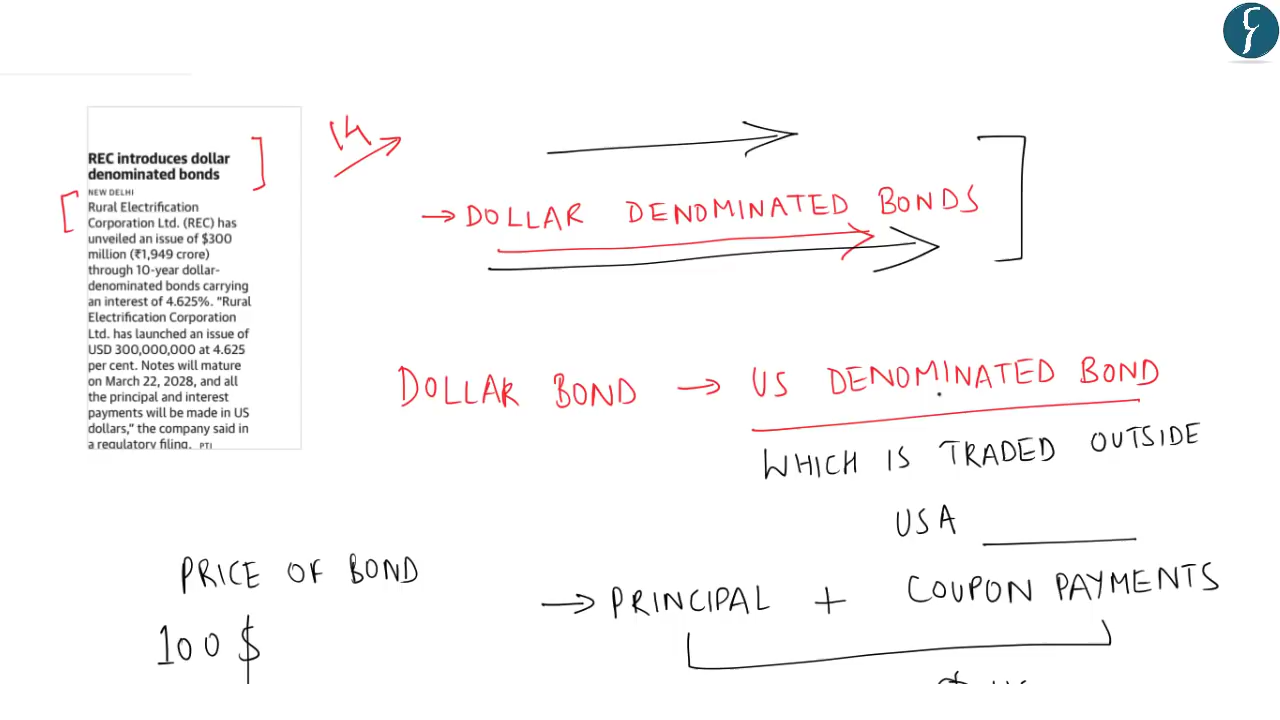 REC introduces dollar
denominated bonds
NEW DELHI
Rural Electrification
Corporation Ltd. (REC) has
unveiled an issue of $300
million (₹1,949 crore)
through 10-year dollar-
denominated bonds carrying
an interest of 4.625%. “Rural
Electrification Corporation
Ltd. has launched an issue of
USD 300,000,000 at 4.625
per cent. Notes will mature
on March 22, 2028, and all
the principal and interest
payments will be made in US
dollars,” the company said in
a regulatory filing. PTI
14
→ DOLLAR DENOMINATED BONDS
DOLLAR BOND → US DENOMINATED BOND
WHICH IS TRADED OUTSIDE
USA
PRICE OF BOND
100 $
→ PRINCIPAL + COUPON PAYMENTS